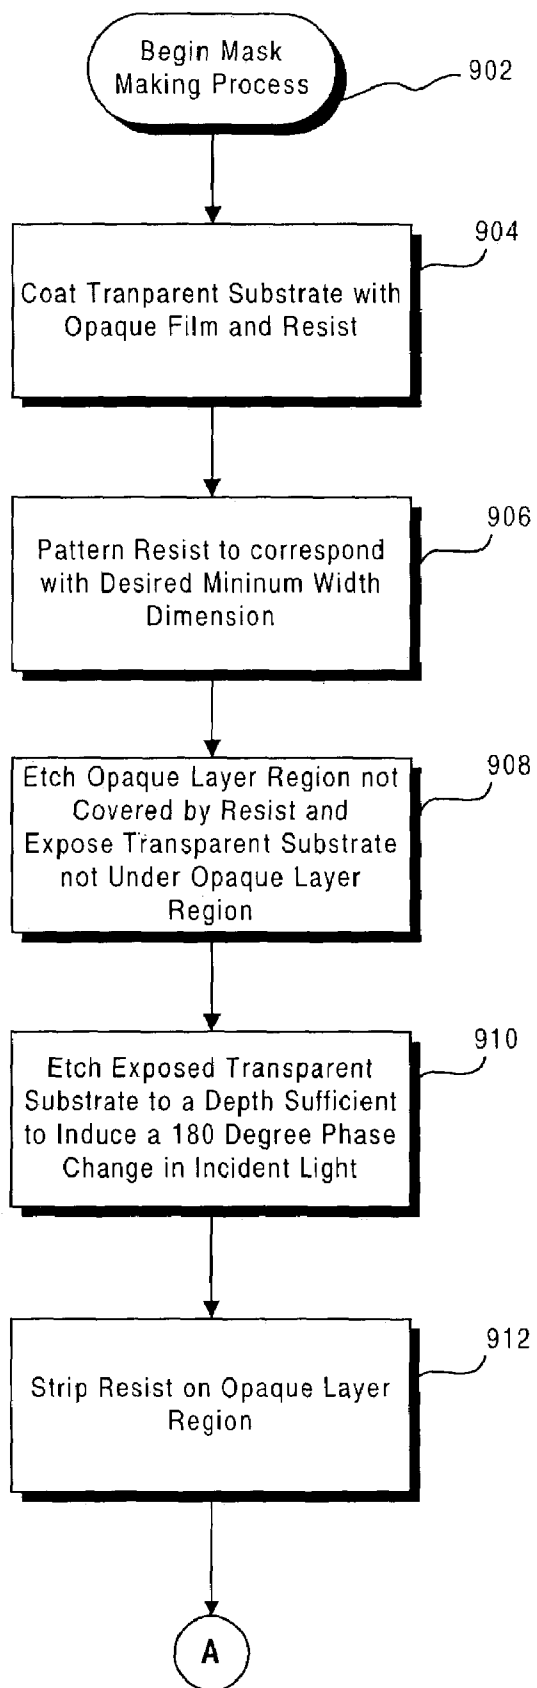 Begin Mask
Making Process
902
904
Coat Tranparent Substrate with
Opaque Film and Resist
906
Pattern Resist to correspond
with Desired Mininum Width
Dimension
908
Etch Opaque Layer Region not
Covered by Resist and
Expose Transparent Substrate
not Under Opaque Layer
Region
910
Etch Exposed Transparent
Substrate to a Depth Sufficient
to Induce a 180 Degree Phase
Change in Incident Light
912
Strip Resist on Opaque Layer
Region
A